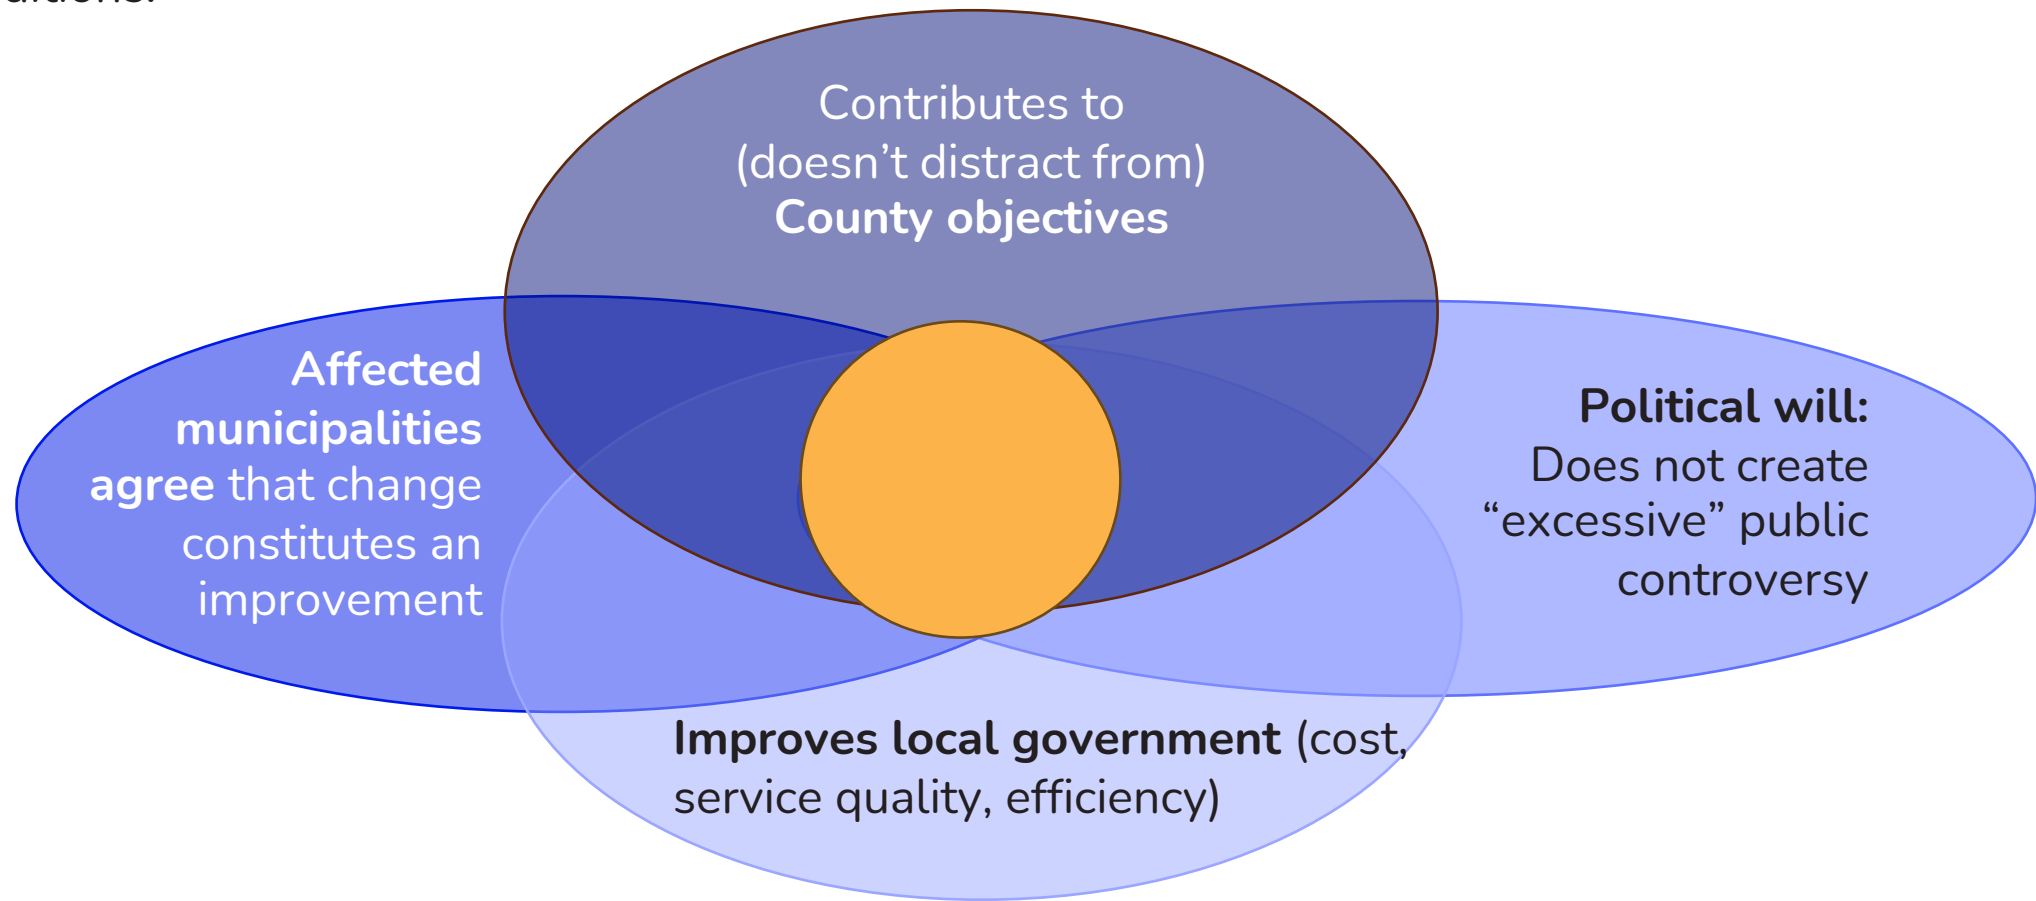 Contributes to
(doesn’t distract from)
County objectives
Affected
municipalities
agree that change
constitutes an
improvement
Political will:
Does not create
“excessive” public
controversy
Improves local government (cost,
service quality, efficiency)